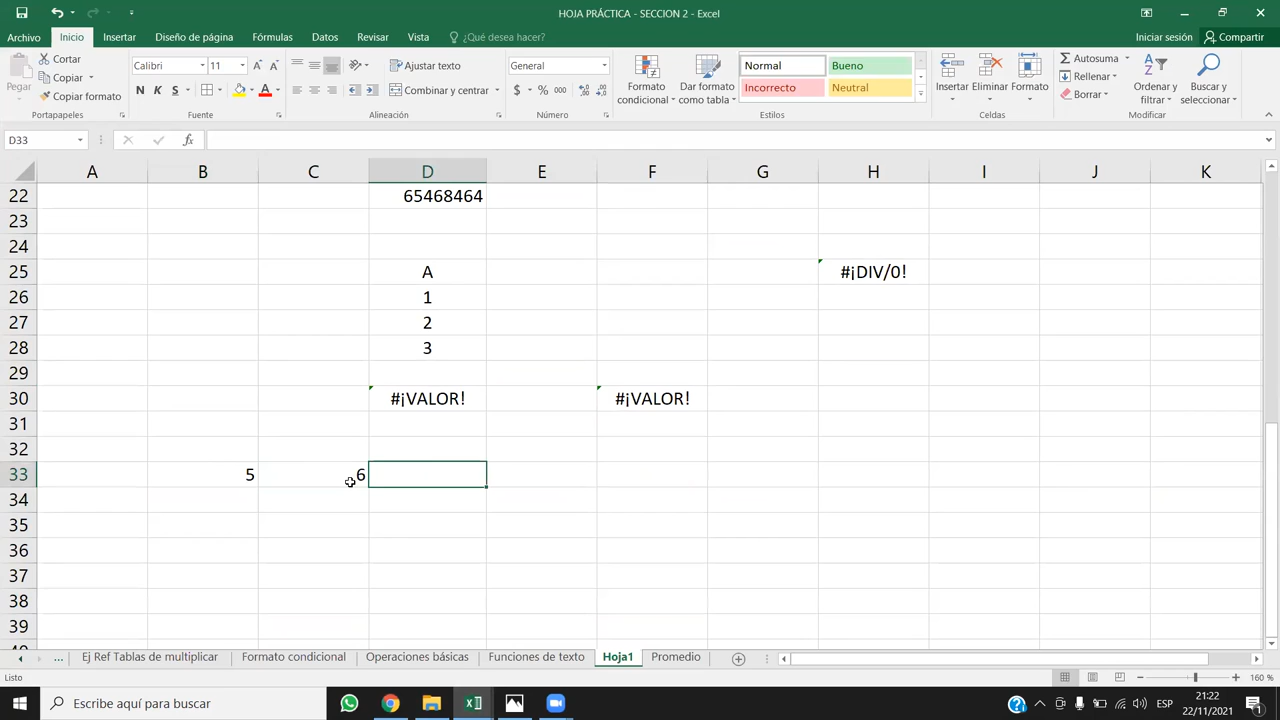 HOJA PRÁCTICA - SECCION 2 - Excel
Archivo Inicio Insertar Diseño de página Fórmulas Datos Revisar Vista ¿Qué desea hacer? Iniciar sesión Compartir
Pegar
Cortar
Copiar
Copiar formato
Portapapeles
Calibri 11
N K S
Fuente
Ajustar texto
Combinar y centrar
Alineación
General
$ % 000
Número
Formato condicional
Dar formato como tabla
Normal Bueno
Incorrecto Neutral
Estilos
Insertar Eliminar Formato
Celdas
Autosuma
Rellenar
Borrar
Ordenar y filtrar
Buscar y seleccionar
Modificar
D33 fx
A B C D E F G H I J K
22 65468464
23
24
25 A #¡DIV/0!
26 1
27 2
28 3
29
30 #¡VALOR! #¡VALOR!
31
32
33 5 6
34
35
36
37
38
39
... Ej Ref Tablas de multiplicar Formato condicional Operaciones básicas Funciones de texto Hoja1 Promedio
Listo 160 %
Escribe aquí para buscar ESP 21:22
22/11/2021